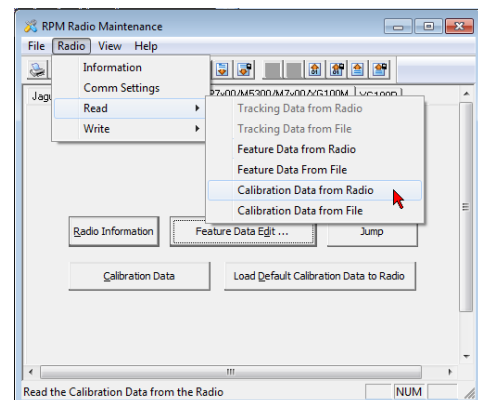 RPM Radio Maintenance
File Radio View Help
Information
Comm Settings
Read
Write
Tracking Data from Radio
Tracking Data from File
Feature Data from Radio
Feature Data From File
Calibration Data from Radio
Calibration Data from File
Radio Information
Feature Data Edit ...
Jump
Calibration Data
Load Default Calibration Data to Radio
Read the Calibration Data from the Radio
NUM